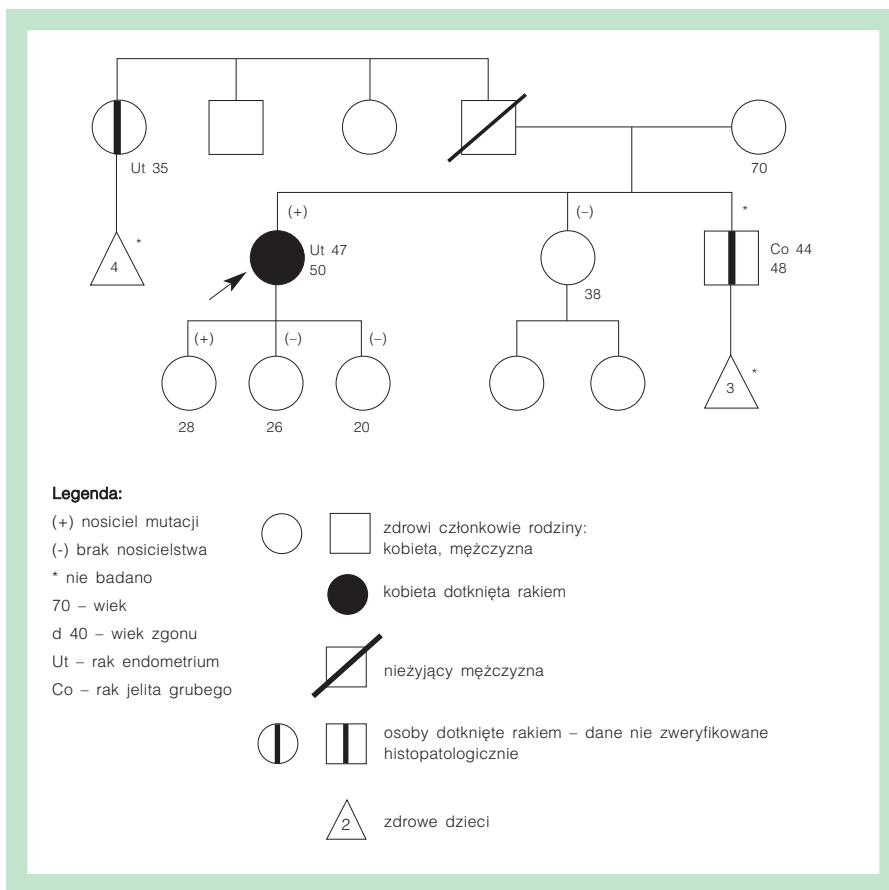 Ut 35
70
(+)
(–)
*
4
*
Ut 47
50
38
Co 44
48
(+)
(–)
(–)
3
*
28
26
20
Legenda:
(+) nosiciel mutacji
(-) brak nosicielstwa
* nie badano
70 – wiek
d 40 – wiek zgonu
Ut – rak endometrium
Co – rak jelita grubego
zdrowi członkowie rodziny:
kobieta, mężczyzna
kobieta dotknięta rakiem
nieżyjący mężczyzna
osoby dotknięte rakiem – dane nie zweryfikowane
histopatologicznie
2
zdrowe dzieci